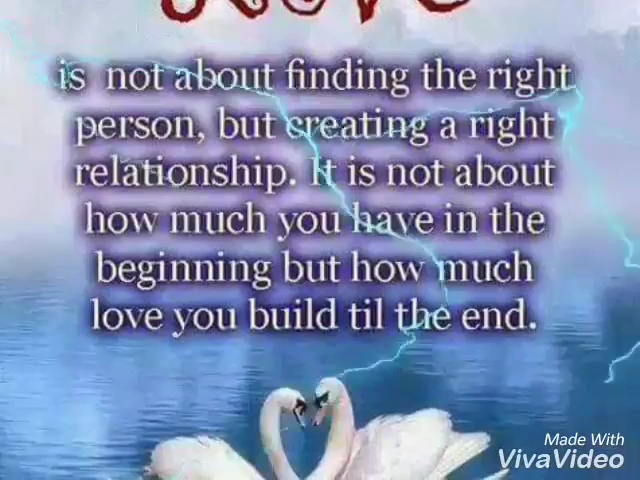 Love
is not about finding the right
person, but creating a right
relationship. It is not about
how much you have in the
beginning but how much
love you build til the end.
Made With
VivaVideo